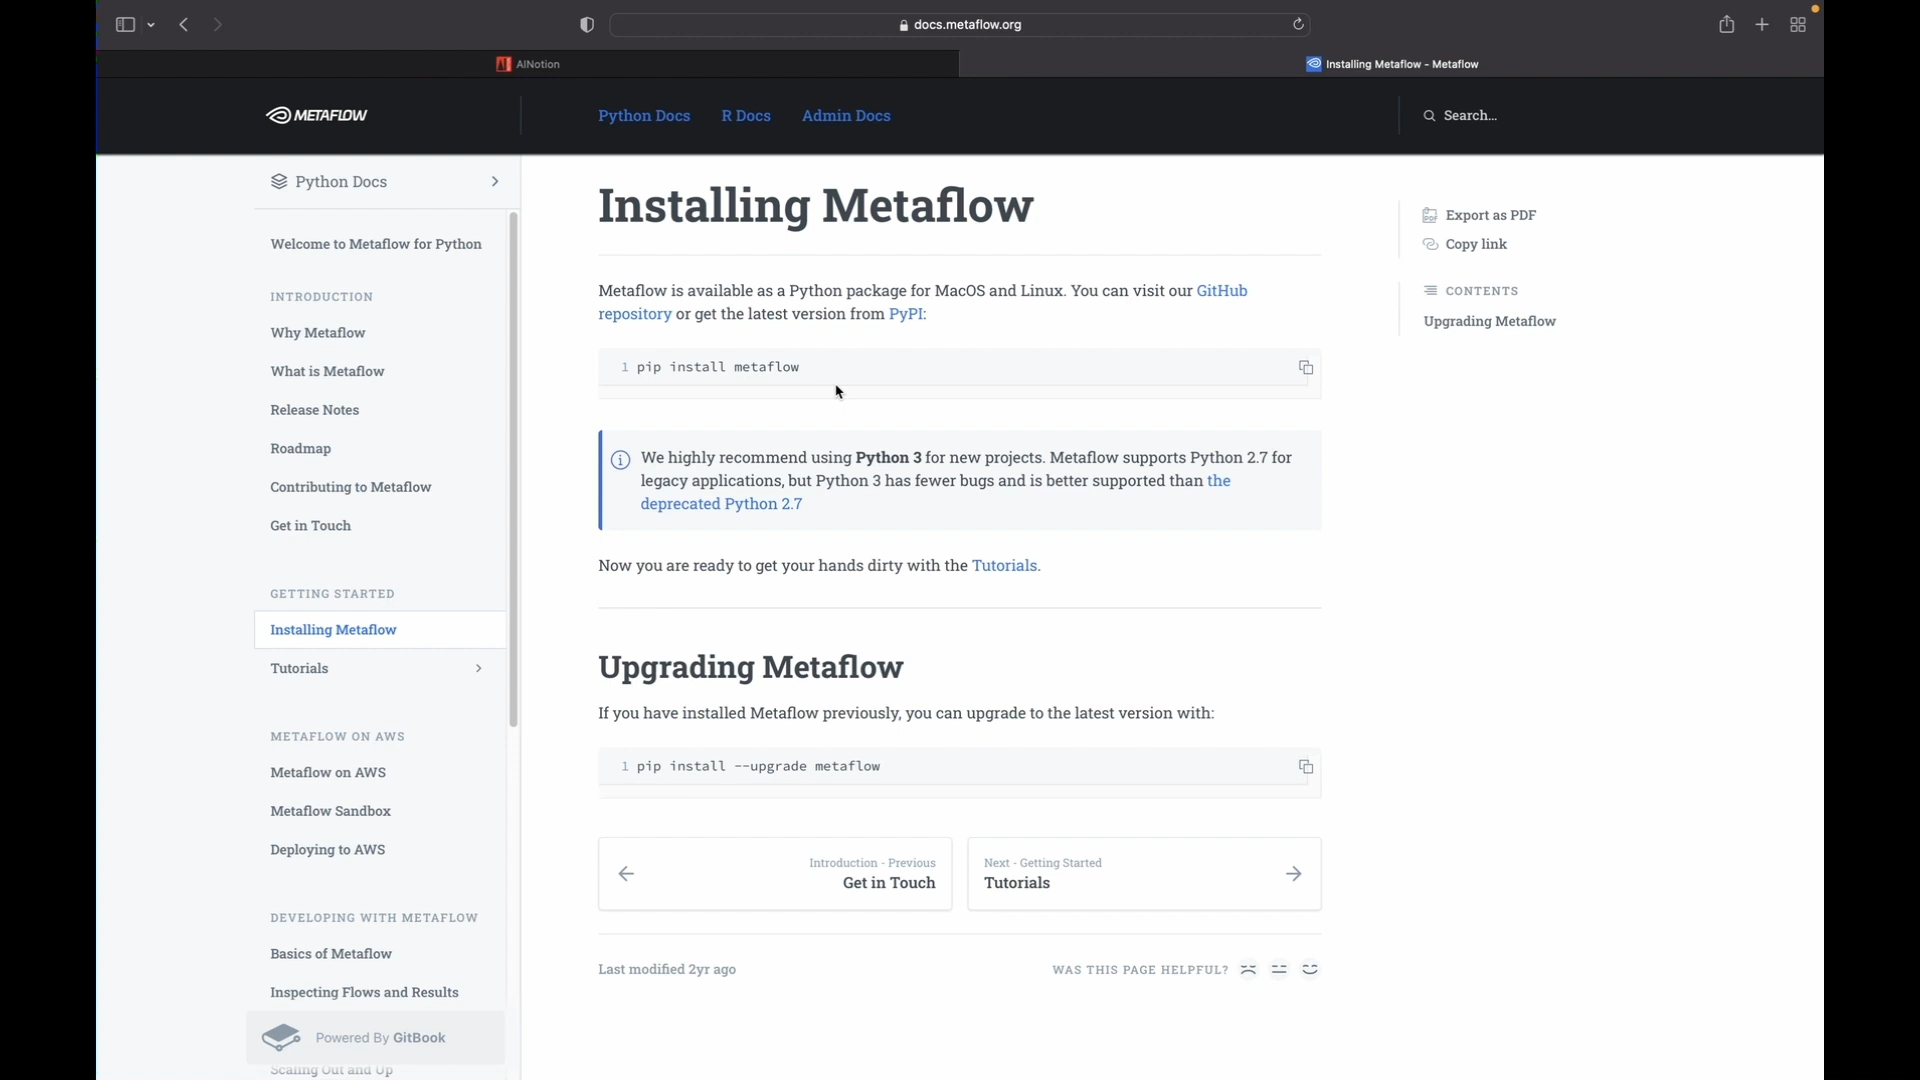 docs.metaflow.org
AINotion
Installing Metaflow - Metaflow
METAFLOW
Python Docs
R Docs
Admin Docs
Search...
Python Docs
Welcome to Metaflow for Python
INTRODUCTION
Why Metaflow
What is Metaflow
Release Notes
Roadmap
Contributing to Metaflow
Get in Touch
GETTING STARTED
Installing Metaflow
Tutorials
METAFLOW ON AWS
Metaflow on AWS
Metaflow Sandbox
Deploying to AWS
DEVELOPING WITH METAFLOW
Basics of Metaflow
Inspecting Flows and Results
Powered By GitBook
Scaling Out and Up
Installing Metaflow
Metaflow is available as a Python package for MacOS and Linux. You can visit our GitHub
repository or get the latest version from PyPI:
1 pip install metaflow
We highly recommend using Python 3 for new projects. Metaflow supports Python 2.7 for
legacy applications, but Python 3 has fewer bugs and is better supported than the
deprecated Python 2.7
Now you are ready to get your hands dirty with the Tutorials.
Upgrading Metaflow
If you have installed Metaflow previously, you can upgrade to the latest version with:
1 pip install --upgrade metaflow
Introduction - Previous
Get in Touch
Next - Getting Started
Tutorials
Last modified 2yr ago
WAS THIS PAGE HELPFUL?
PDF
Export as PDF
Copy link
CONTENTS
Upgrading Metaflow